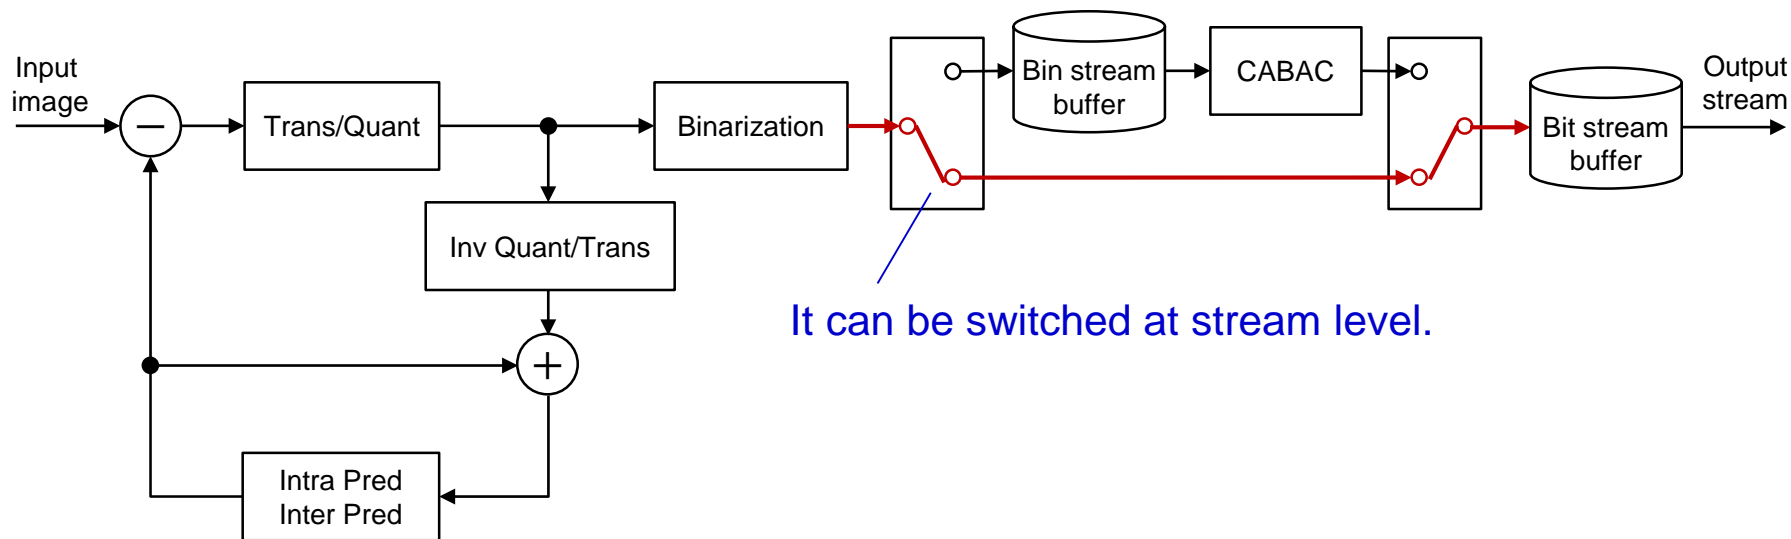 Input
image
−
Trans/Quant
Binarization
Bin stream
buffer
CABAC
Bit stream
buffer
Output
stream
Inv Quant/Trans
It can be switched at stream level.
+
Intra Pred
Inter Pred